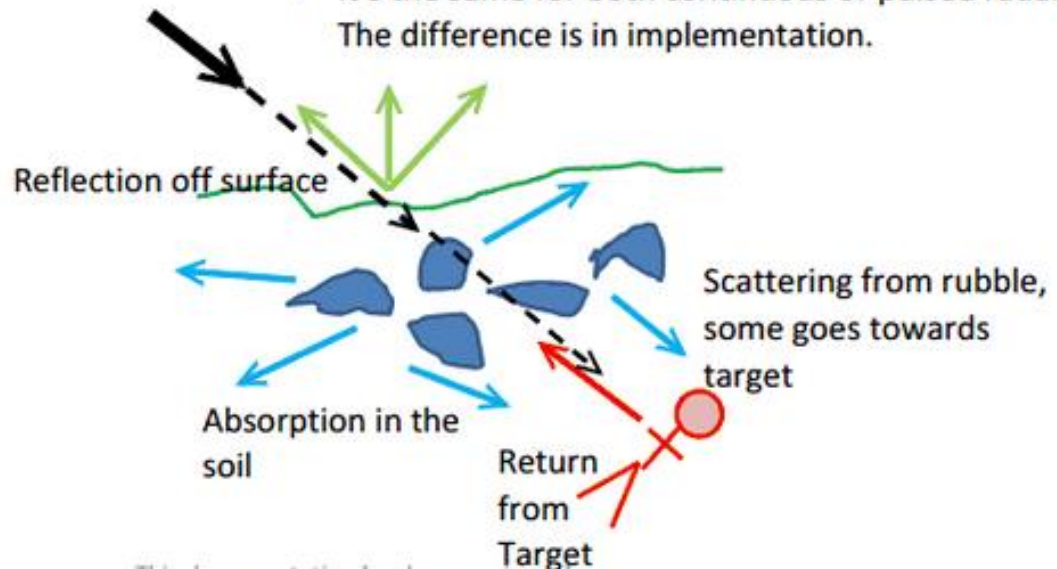 The difference is in implementation.
Reflection off surface
Scattering from rubble,
some goes towards
target
Absorption in the
soil
Return
from
Target